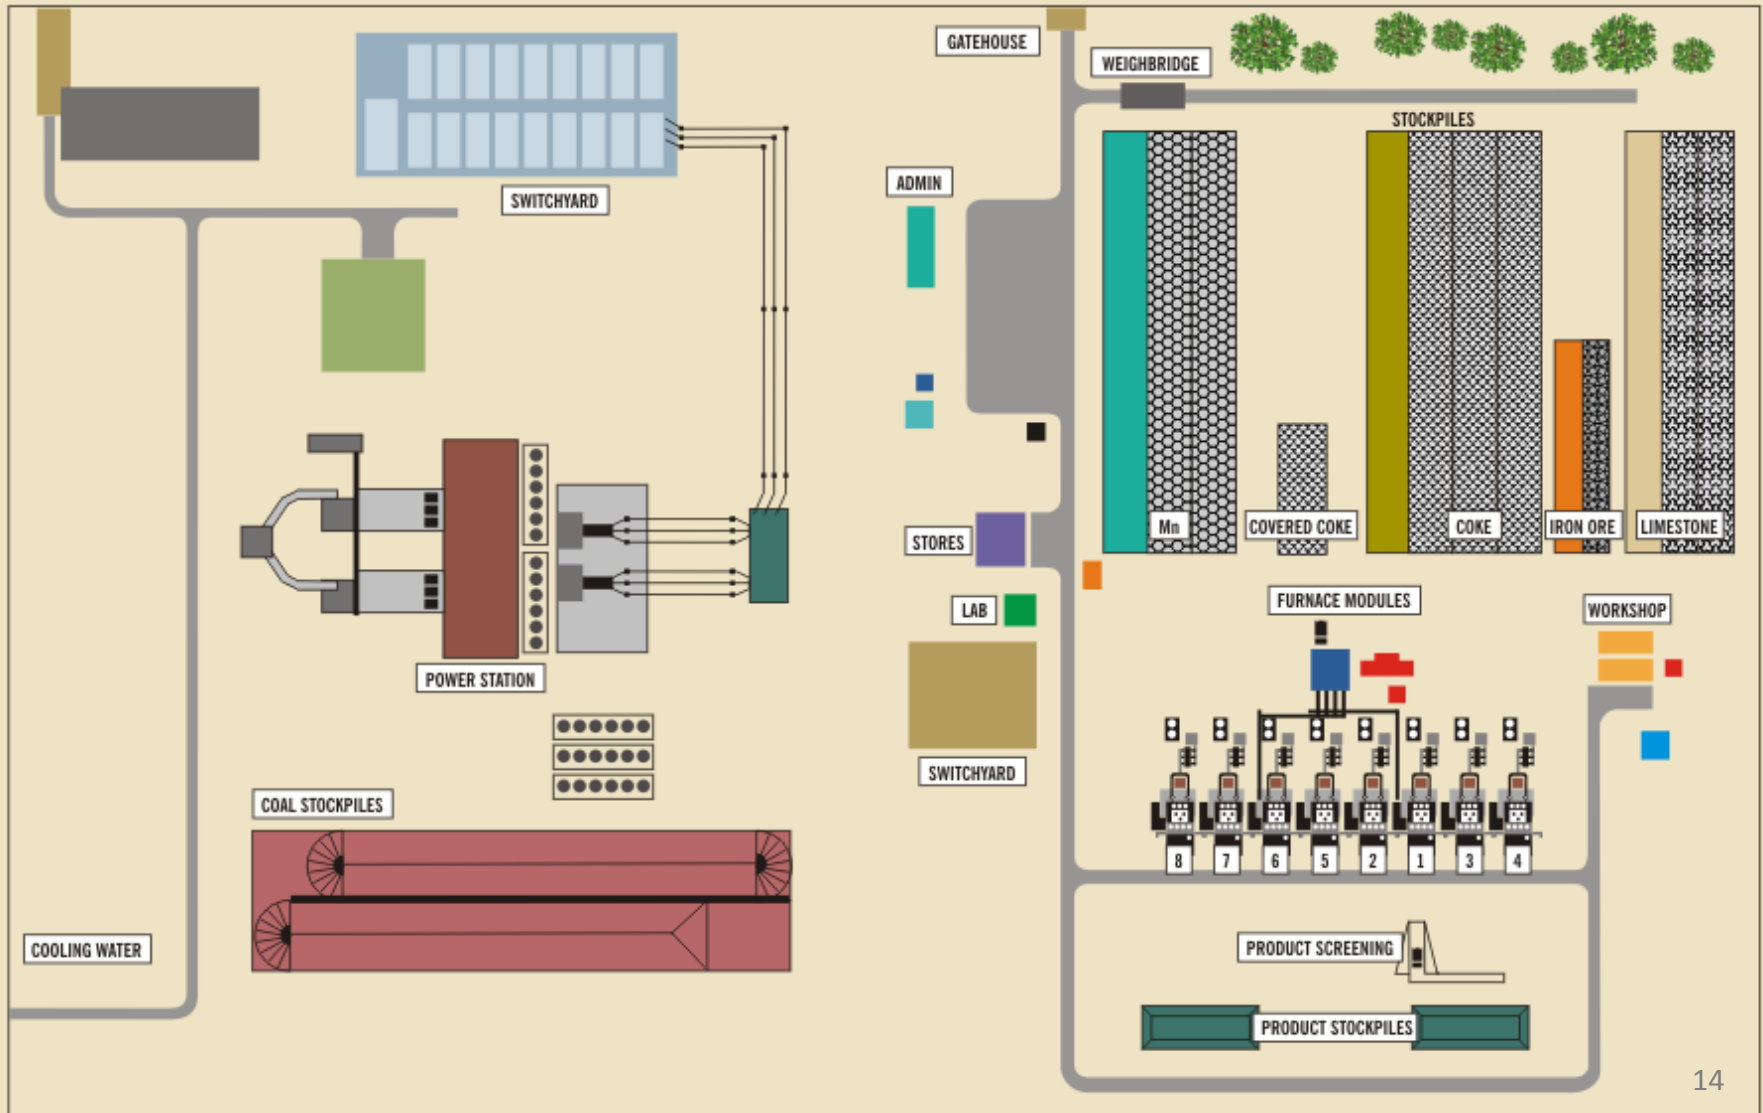 GATEHOUSE
WEIGHBRIDGE
STOCKPILES
ADMIN
SWITCHYARD
Mn
COVERED COKE
COKE
IRON ORE
LIMESTONE
STORES
FURNACE MODULES
LAB
WORKSHOP
POWER STATION
SWITCHYARD
COAL STOCKPILES
8
7
6
5
2
1
3
4
COOLING WATER
PRODUCT SCREENING
PRODUCT STOCKPILES
14